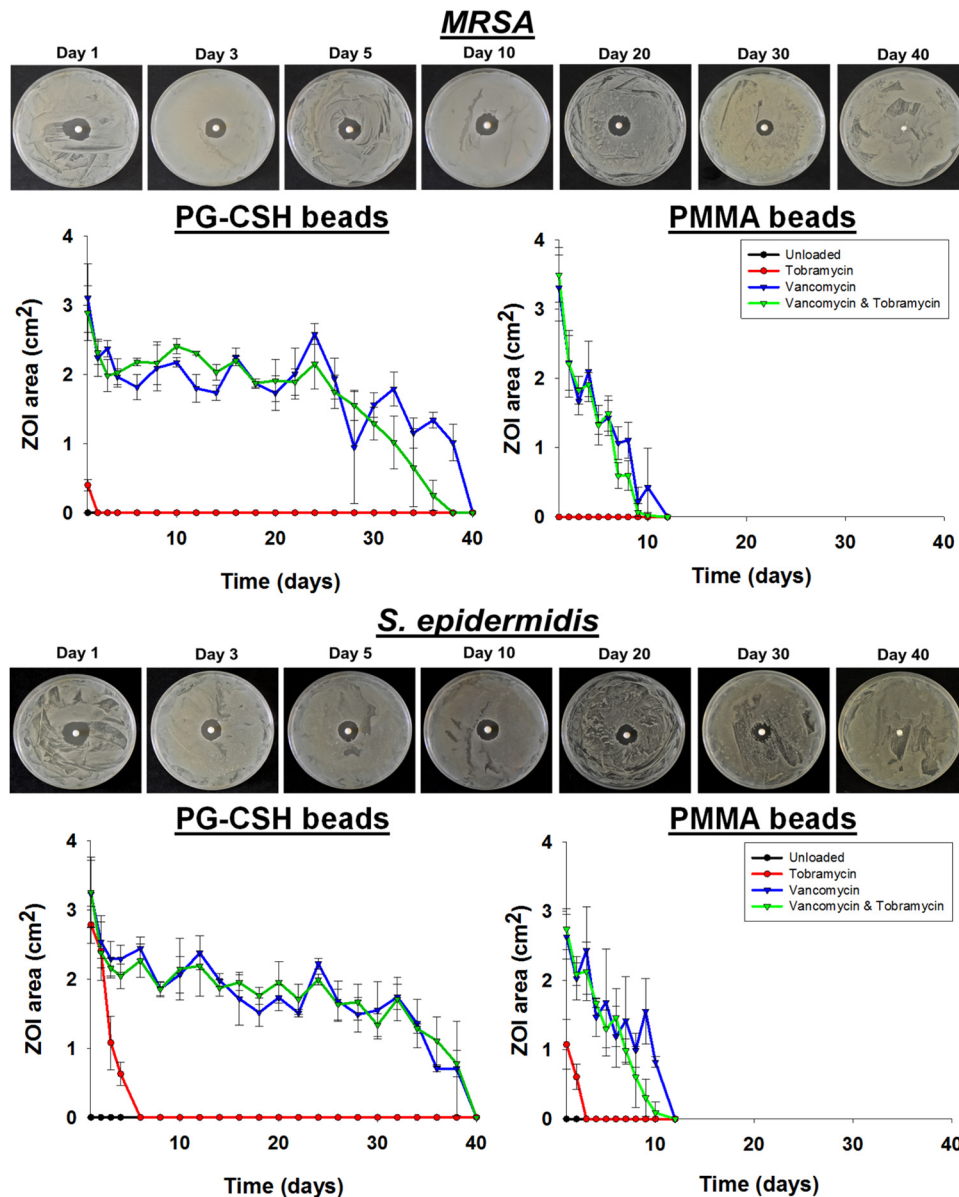 MRSA
Day 1 Day 3 Day 5 Day 10 Day 20 Day 30 Day 40
PG-CSH beads
PMMA beads
4
3
2
1
0
ZOI area (cm²)
10 20 30 40
Time (days)
4
3
2
1
0
ZOI area (cm²)
10 20 30 40
Time (days)
Unloaded
Tobramycin
Vancomycin
Vancomycin & Tobramycin
S. epidermidis
Day 1 Day 3 Day 5 Day 10 Day 20 Day 30 Day 40
PG-CSH beads
PMMA beads
4
3
2
1
0
ZOI area (cm²)
10 20 30 40
Time (days)
4
3
2
1
0
ZOI area (cm²)
10 20 30 40
Time (days)
Unloaded
Tobramycin
Vancomycin
Vancomycin & Tobramycin